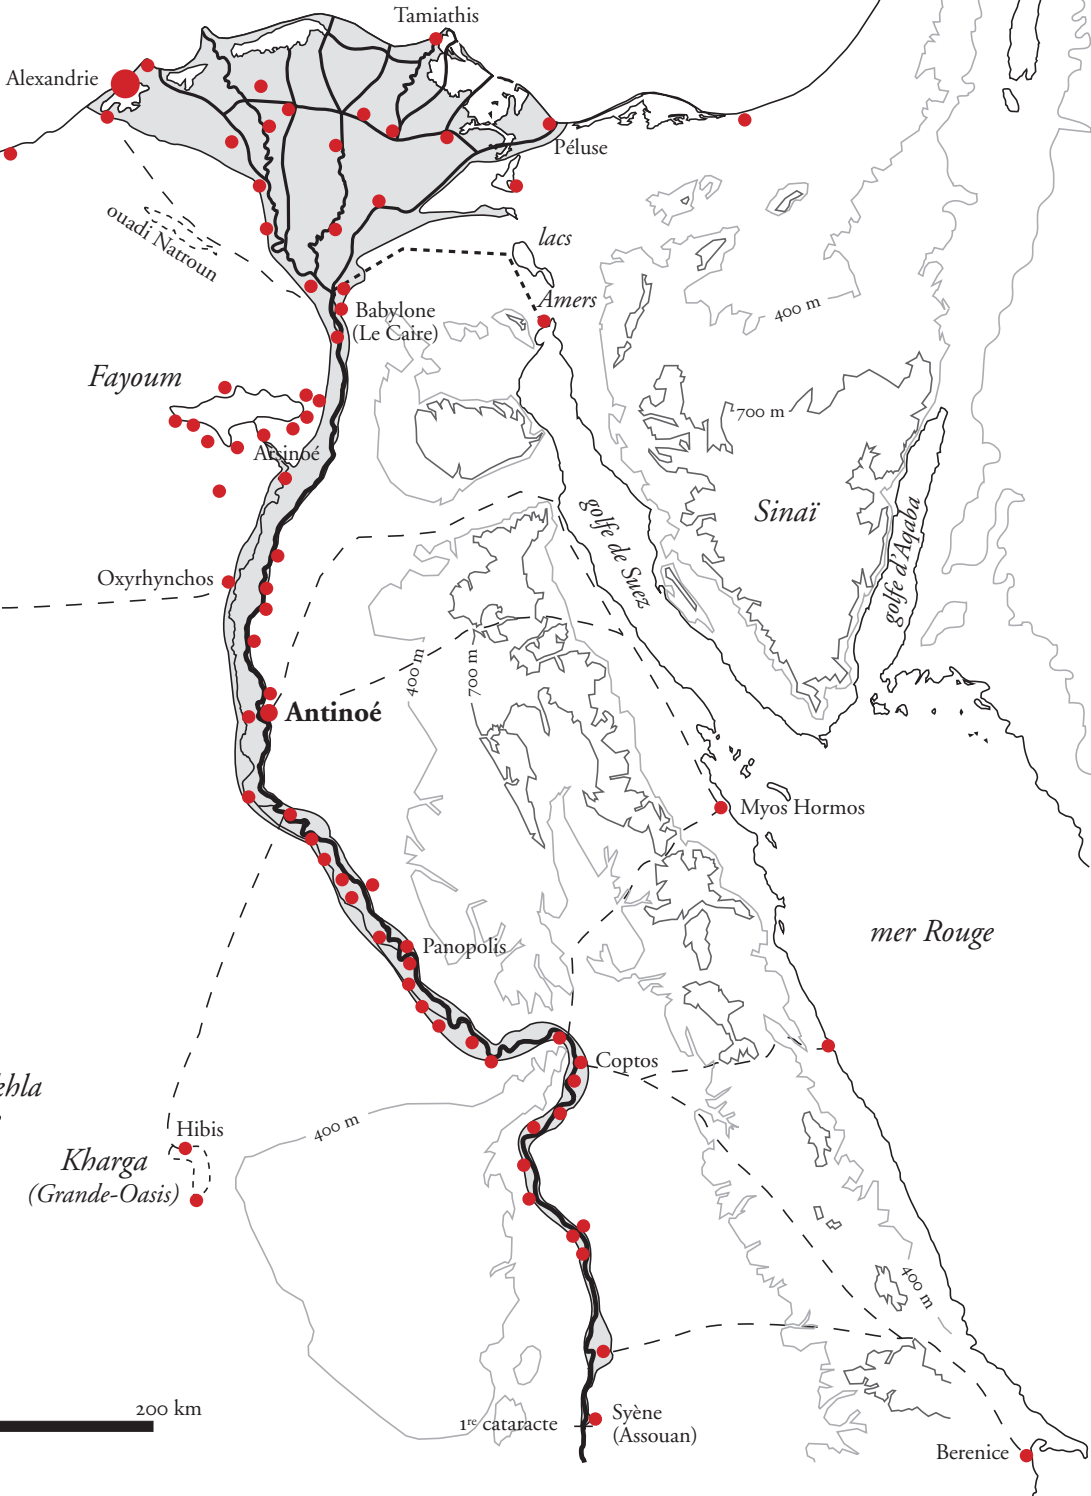 Tamiathis
Alexandrie
Péluse
ouadi Natroun
lacs
Amers
400 m
Babylone
(Le Caire)
Fayoum
700 m
Arsinoé
Sinaï
golfe de Suez
golfe d'Aqaba
Oxyrhynchos
400 m
700 m
Antinoé
Myos Hormos
mer Rouge
Panopolis
Coptos
ehla
400 m
Hibis
Kharga
(Grande-Oasis)
400 m
200 km
1re cataracte
Syène
(Assouan)
Berenice